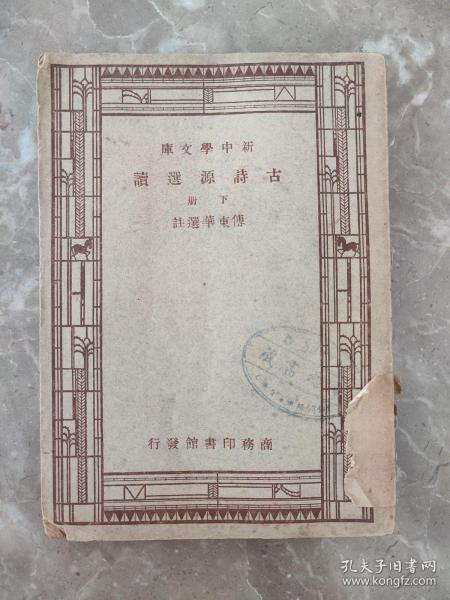 新中學文庫
古詩源選讀
下冊
傅東華選註
商務印書館發行
孔夫子旧书网
www.kongfz.com